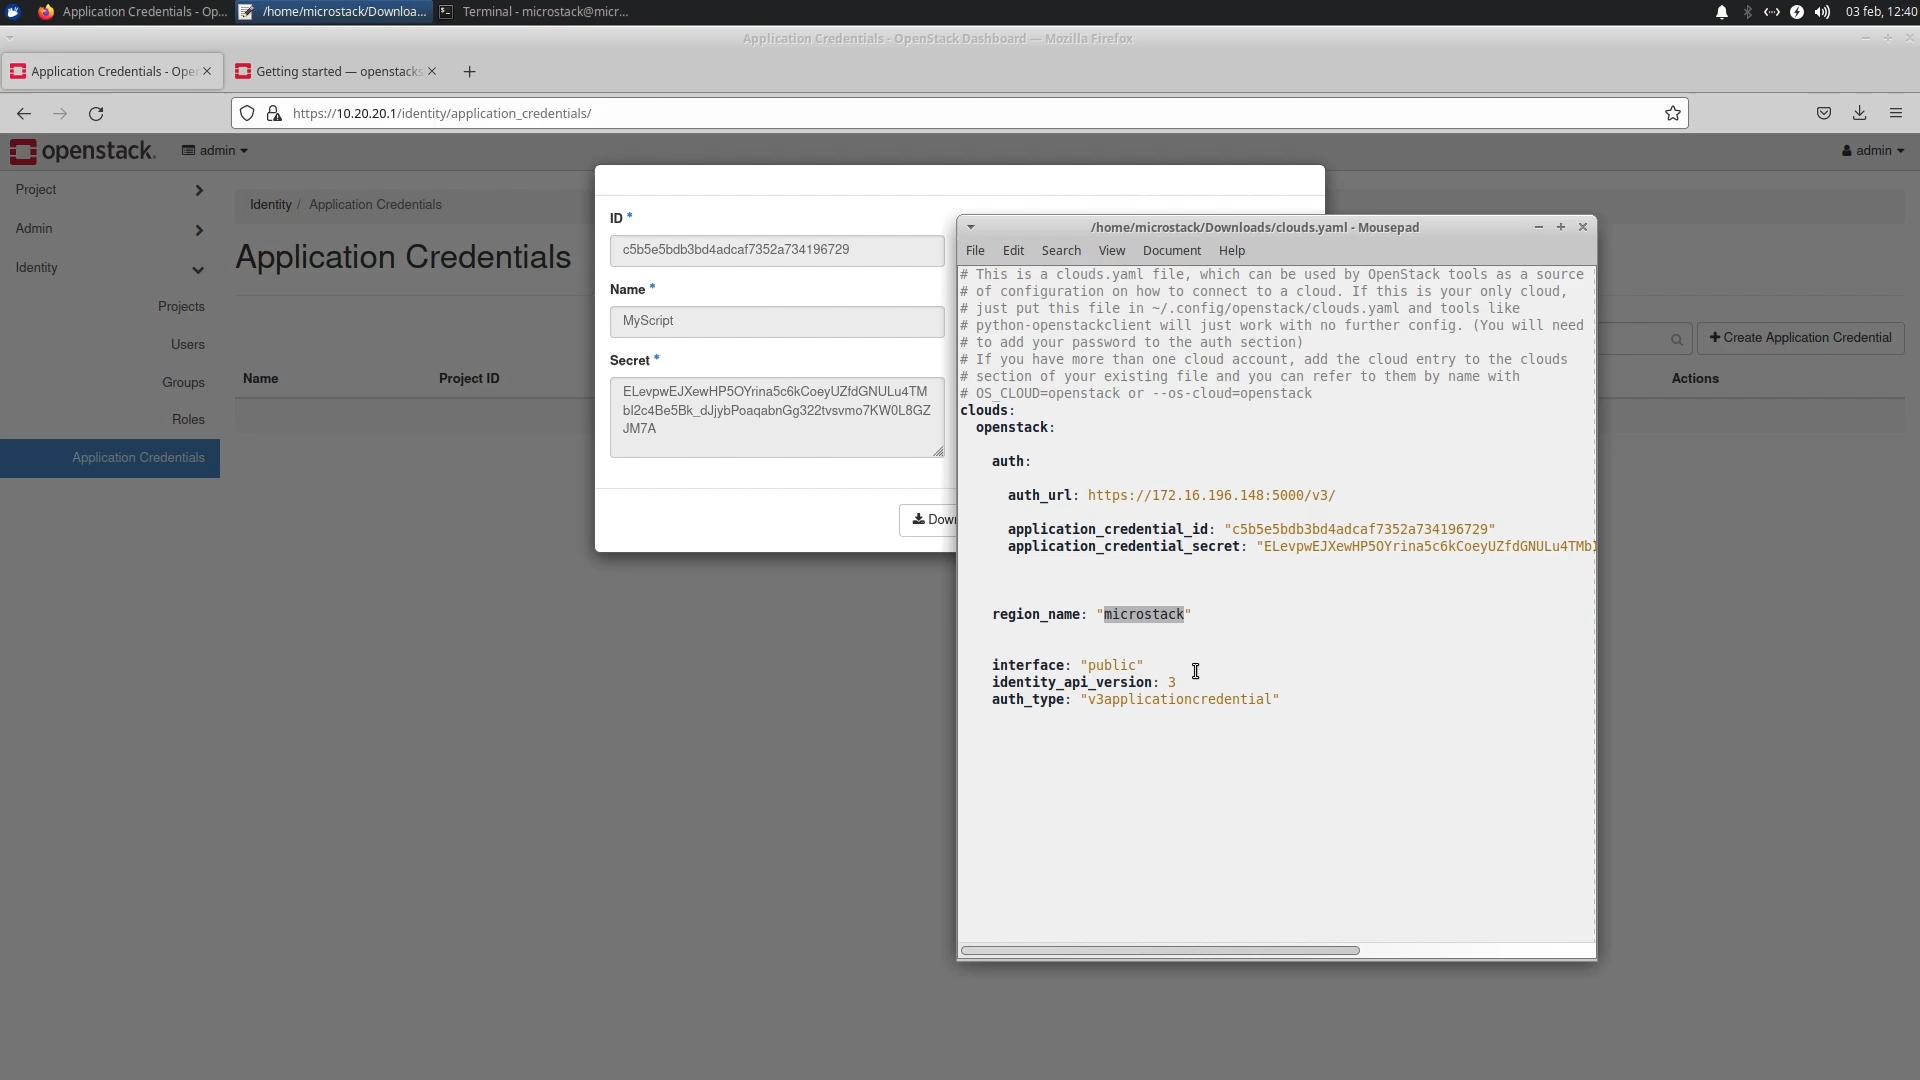 Application Credentials - Op...
/home/microstack/Downloa...
Terminal - microstack@micr...
03 feb, 12:40
Application Credentials - OpenStack Dashboard — Mozilla Firefox
Application Credentials - Oper
Getting started — openstacks
https://10.20.20.1/identity/application_credentials/
openstack.
admin
admin
Project
Admin
Identity
Projects
Users
Groups
Roles
Application Credentials
Identity / Application Credentials
Application Credentials
Create Application Credential
Name
Project ID
Actions
ID *
c5b5e5bdb3bd4adcaf7352a734196729
Name *
MyScript
Secret *
ELevpwEJXewHP5OYrina5c6kCoeyUZfdGNULu4TM
bI2c4Be5Bk_dJjybPoaqabnGg322tvsvmo7KW0L8GZ
JM7A
Down
/home/microstack/Downloads/clouds.yaml - Mousepad
File Edit Search View Document Help
# This is a clouds.yaml file, which can be used by OpenStack tools as a source
# of configuration on how to connect to a cloud. If this is your only cloud,
# just put this file in ~/.config/openstack/clouds.yaml and tools like
# python-openstackclient will just work with no further config. (You will need
# to add your password to the auth section)
# If you have more than one cloud account, add the cloud entry to the clouds
# section of your existing file and you can refer to them by name with
# OS_CLOUD=openstack or --os-cloud=openstack
clouds:
openstack:
auth:
auth_url: https://172.16.196.148:5000/v3/
application_credential_id: "c5b5e5bdb3bd4adcaf7352a734196729"
application_credential_secret: "ELevpwEJXewHP5OYrina5c6kCoeyUZfdGNULu4TMbI
region_name: "microstack"
interface: "public"
identity_api_version: 3
auth_type: "v3applicationcredential"